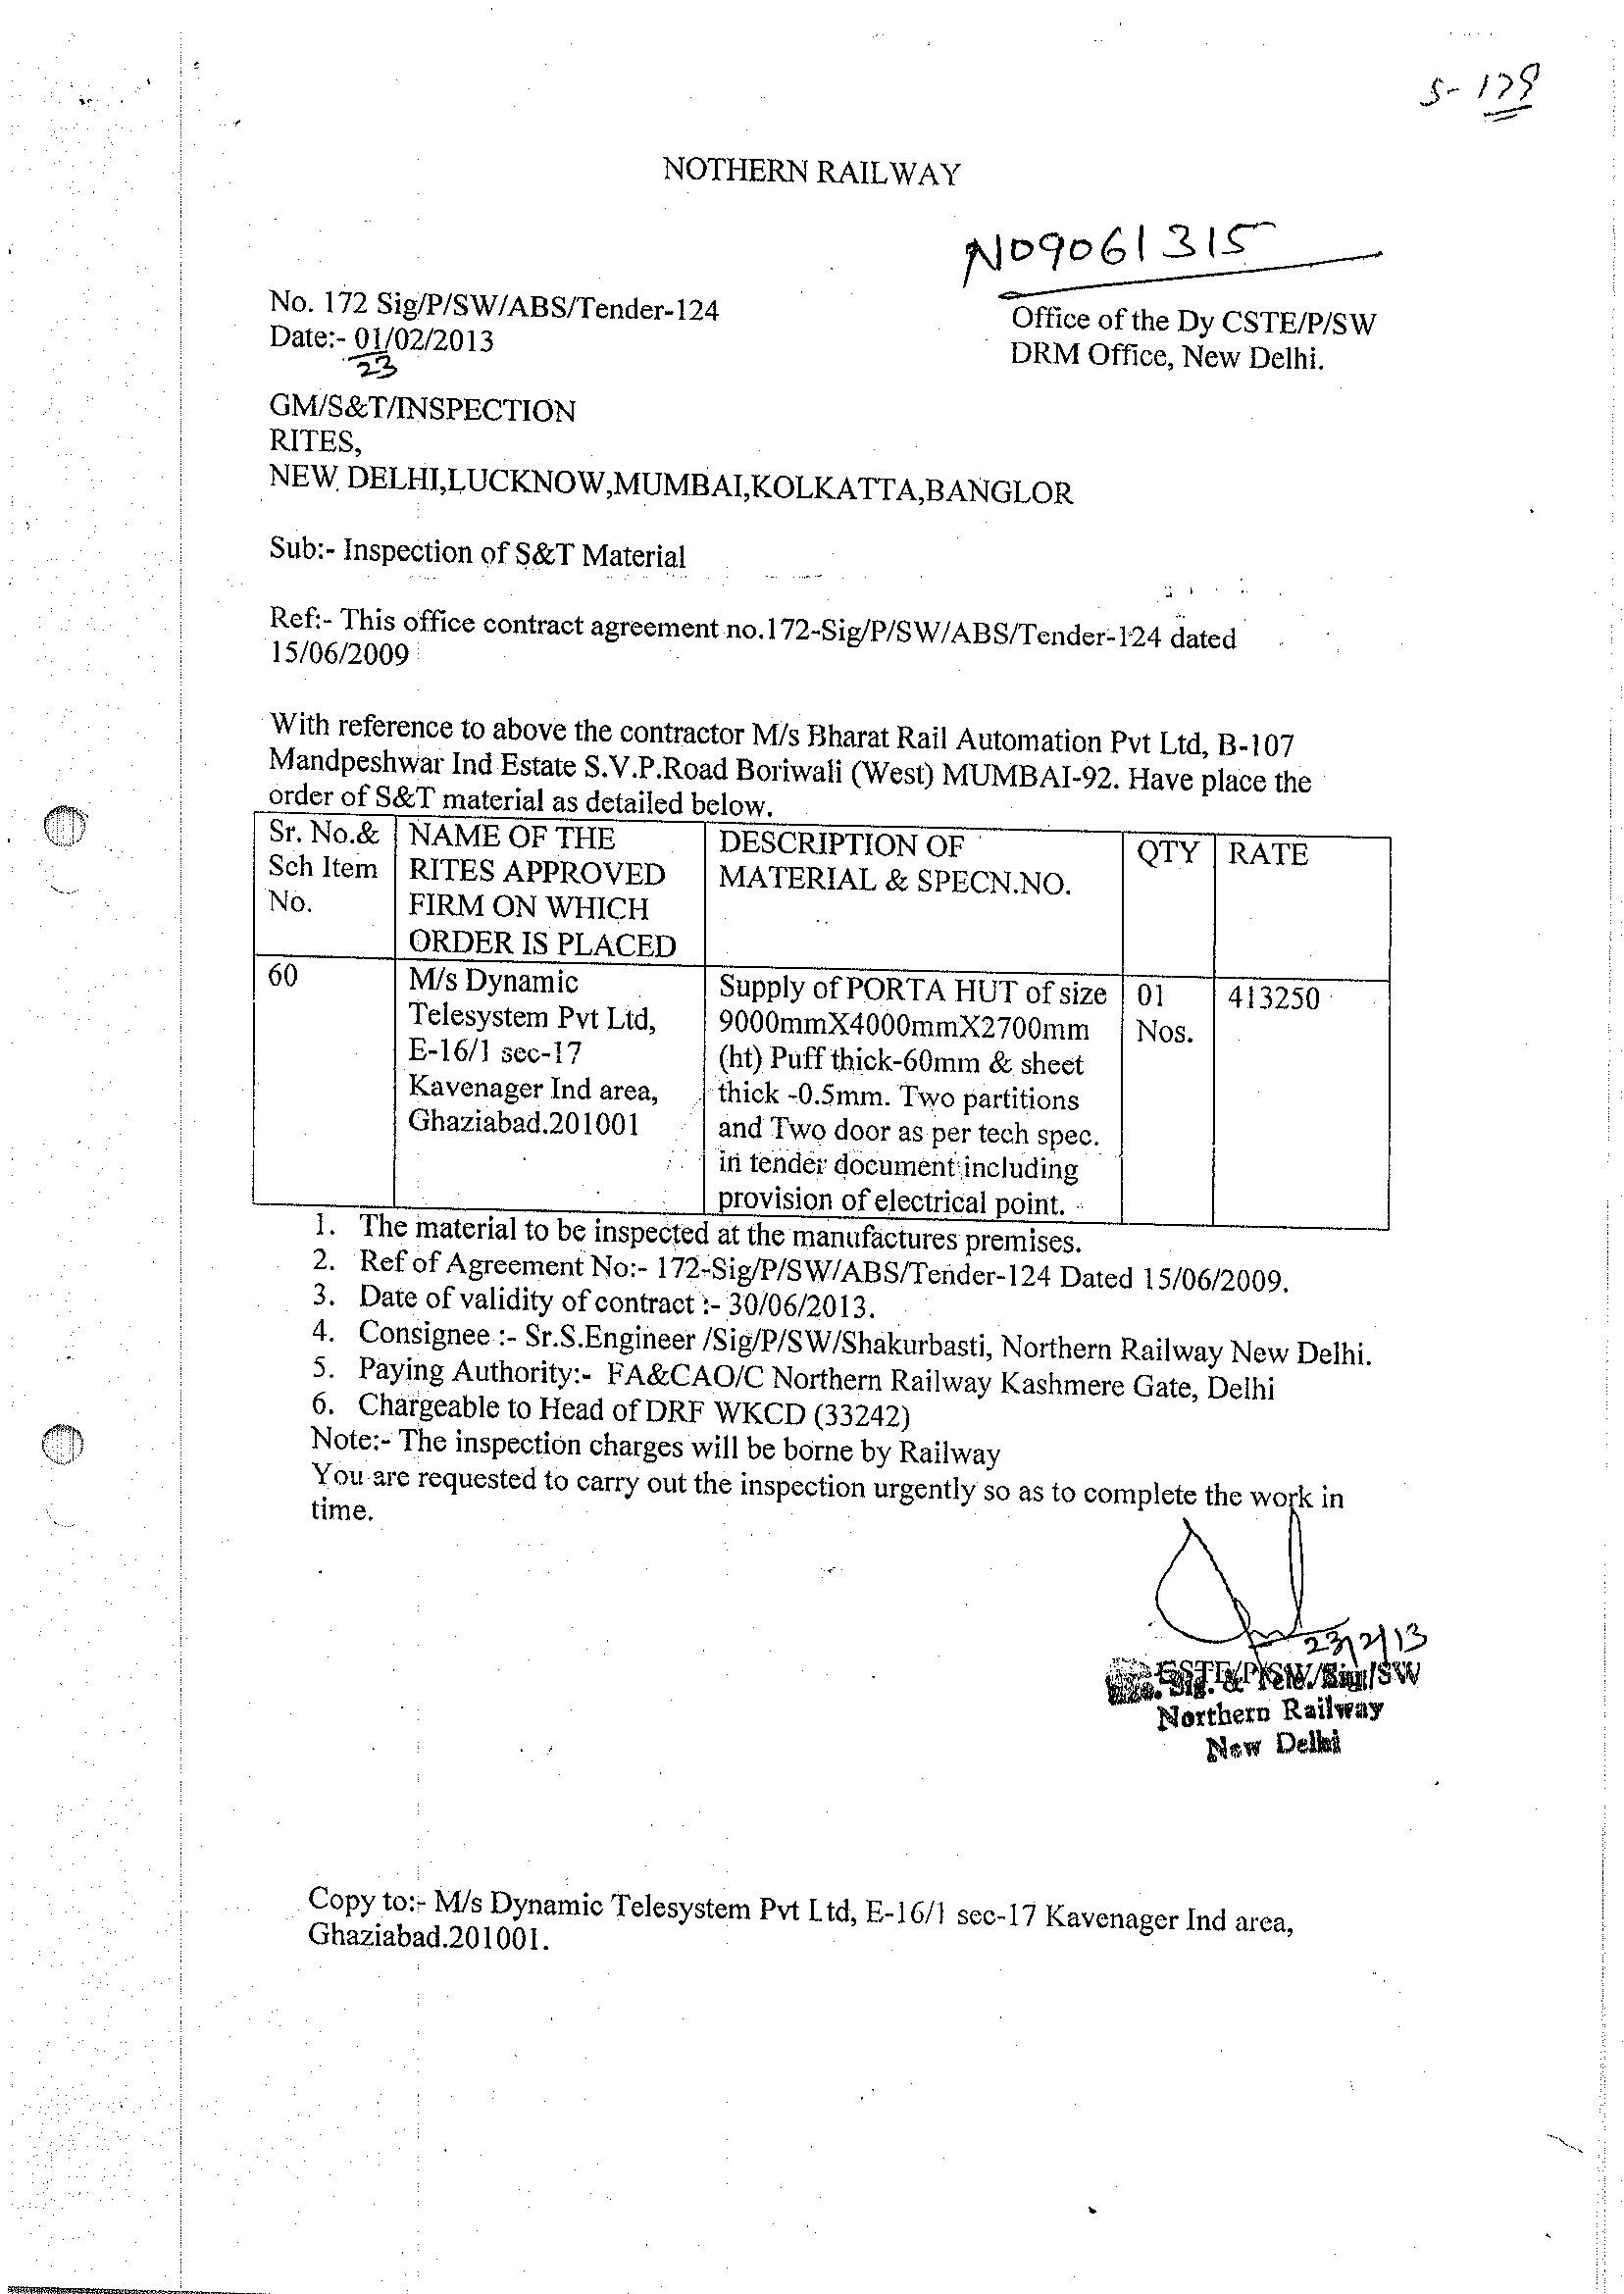 S- 179
NOTHERN RAILWAY
N09061315
No. 172 Sig/P/SW/ABS/Tender-124
Office of the Dy CSTE/P/SW
Date:- 01/02/2013
DRM Office, New Delhi.
23
GM/S&T/INSPECTION
RITES,
NEW DELHI,LUCKNOW,MUMBAI,KOLKATTA,BANGLOR
Sub:- Inspection of S&T Material
Ref:- This office contract agreement no.172-Sig/P/SW/ABS/Tender-124 dated
15/06/2009
With reference to above the contractor M/s Bharat Rail Automation Pvt Ltd, B-107
Mandpeshwar Ind Estate S.V.P.Road Boriwali (West) MUMBAI-92. Have place the
order of S&T material as detailed below.
Sr. No.& NAME OF THE DESCRIPTION OF QTY RATE
Sch Item RITES APPROVED MATERIAL & SPECN.NO.
No. FIRM ON WHICH
ORDER IS PLACED
60 M/s Dynamic Supply of PORTA HUT of size 01 413250
Telesystem Pvt Ltd, 9000mmX4000mmX2700mm Nos.
E-16/1 sec-17 (ht) Puff thick-60mm & sheet
Kavenager Ind area, thick -0.5mm. Two partitions
Ghaziabad.201001 and Two door as per tech spec.
in tender document including
provision of electrical point.
1. The material to be inspected at the manufactures premises.
2. Ref of Agreement No:- 172-Sig/P/SW/ABS/Tender-124 Dated 15/06/2009.
3. Date of validity of contract :- 30/06/2013.
4. Consignee :- Sr.S.Engineer /Sig/P/SW/Shakurbasti, Northern Railway New Delhi.
5. Paying Authority:- FA&CAO/C Northern Railway Kashmere Gate, Delhi
6. Chargeable to Head of DRF WKCD (33242)
Note:- The inspection charges will be borne by Railway
You are requested to carry out the inspection urgently so as to complete the work in
time.
23/2/13
CSTE/P/SW
Northern Railway
New Delhi
Copy to:- M/s Dynamic Telesystem Pvt Ltd, E-16/1 sec-17 Kavenager Ind area,
Ghaziabad.201001.